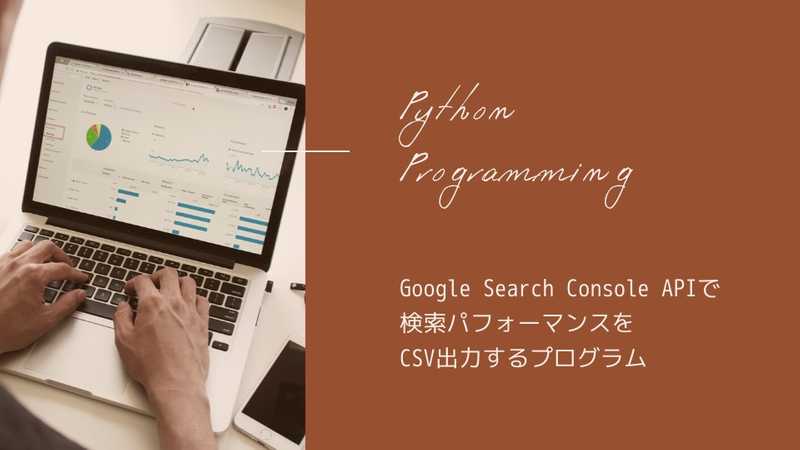 Python
Programming
Google Search Console APIで
検索パフォーマンスを
CSV出力するプログラム